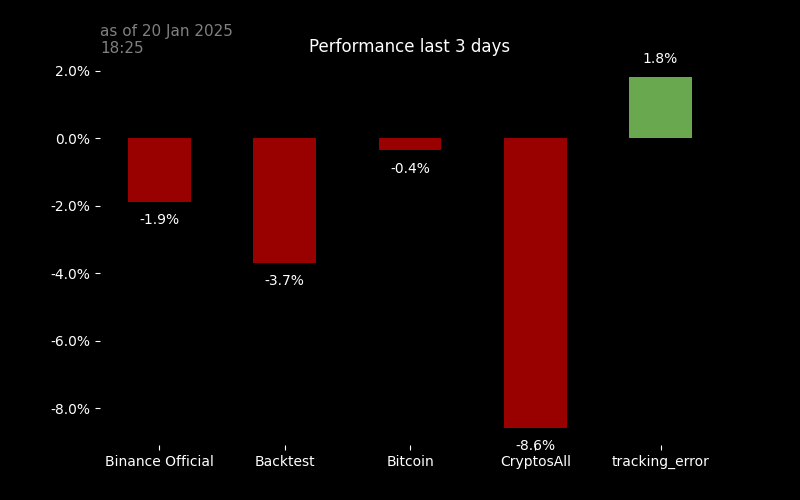 as of 20 Jan 2025
18:25
Performance last 3 days
1.8%
2.0%
0.0%
-0.4%
-2.0%
-1.9%
-3.7%
-4.0%
-6.0%
-8.0%
-8.6%
Binance Official
Backtest
Bitcoin
CryptosAll
tracking_error